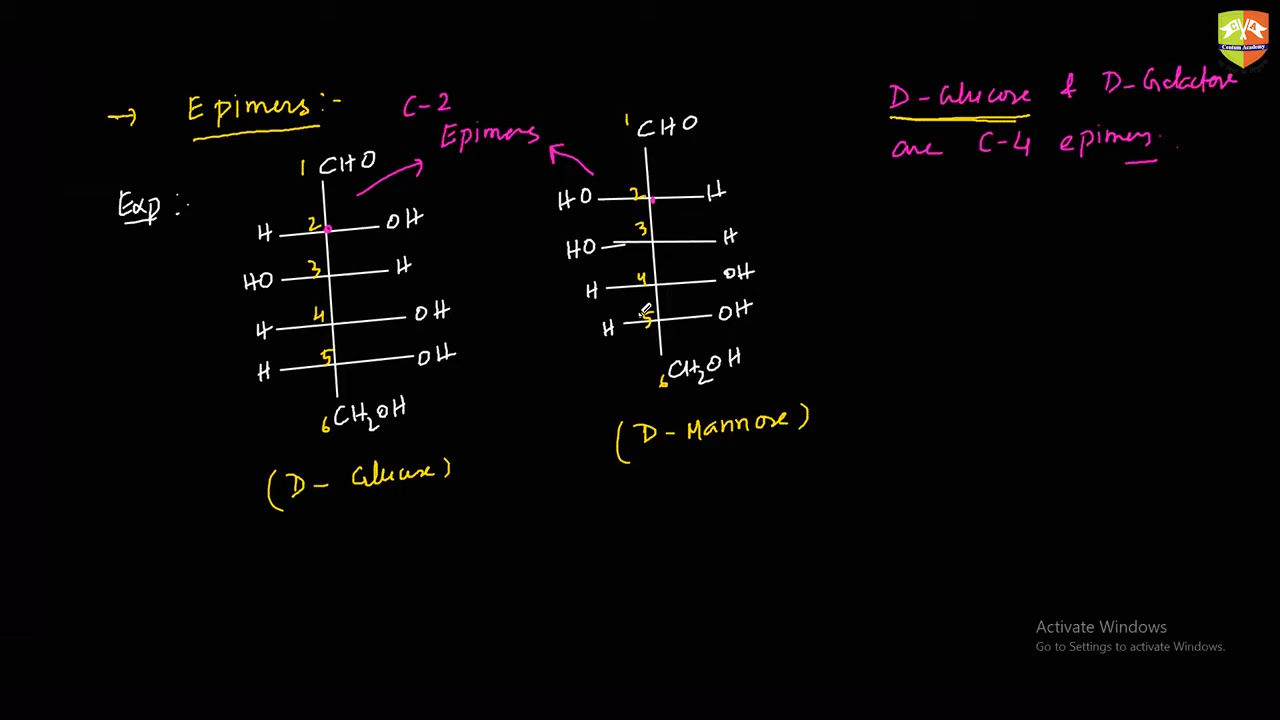 → Epimers:-
C-2
Epimers
Exp :-
1 CHO
H 2 OH
HO 3 H
H 4 OH
H 5 OH
6 CH2OH
(D- Glucose)
1 CHO
HO 2 H
HO 3 H
H 4 OH
H 5 OH
6 CH2OH
(D-Mannose)
D-Glucose & D-Galactose
are C-4 epimers.
C A
Centum Academy
Activate Windows
Go to Settings to activate Windows.